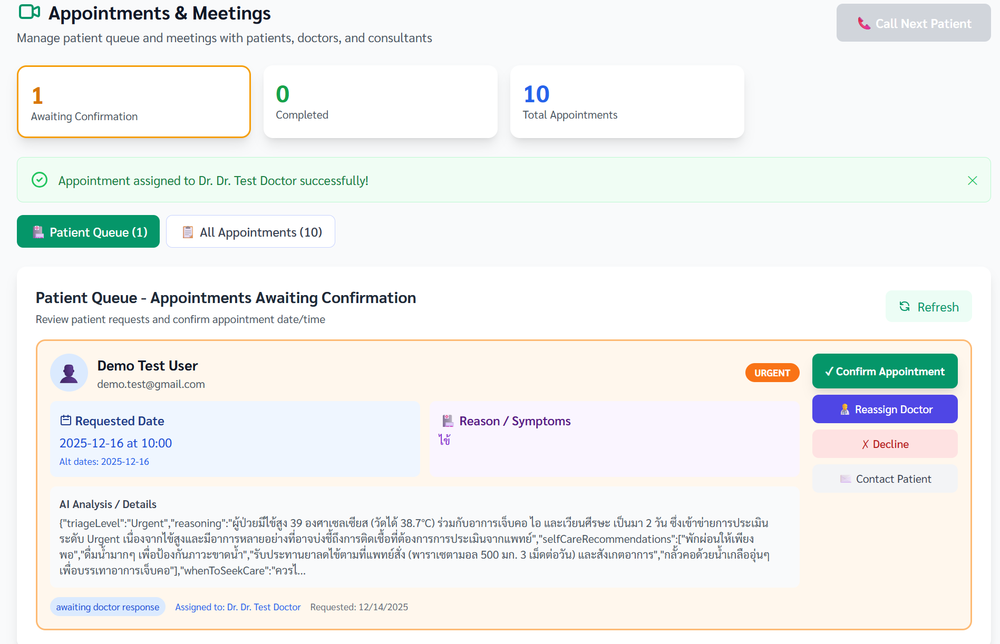 Appointments & Meetings
Manage patient queue and meetings with patients, doctors, and consultants
Call Next Patient
1
Awaiting Confirmation
0
Completed
10
Total Appointments
Appointment assigned to Dr. Dr. Test Doctor successfully!
Patient Queue (1)
All Appointments (10)
Patient Queue - Appointments Awaiting Confirmation
Review patient requests and confirm appointment date/time
Refresh
Demo Test User
demo.test@gmail.com
URGENT
✓ Confirm Appointment
Reassign Doctor
✗ Decline
Contact Patient
Requested Date
2025-12-16 at 10:00
Alt dates: 2025-12-16
Reason / Symptoms
ไข้
AI Analysis / Details
{"triageLevel":"Urgent","reasoning":"ผู้ป่วยมีไข้สูง 39 องศาเซลเซียส (วัดได้ 38.7°C) ร่วมกับอาการเจ็บคอ ไอ และเวียนศีรษะ เป็นมา 2 วัน ซึ่งเข้าข่ายการประเมิน
ระดับ Urgent เนื่องจากไข้สูงและมีอาการหลายอย่างที่อาจบ่งชี้ถึงการติดเชื้อที่ต้องการการประเมินจากแพทย์","selfCareRecommendations":["พักผ่อนให้เพียง
พอ","ดื่มน้ำมากๆ เพื่อป้องกันภาวะขาดน้ำ","รับประทานยาลดไข้ตามที่แพทย์สั่ง (พาราเซตามอล 500 มก. 3 เม็ดต่อวัน) และสังเกตอาการ","กลั้วคอด้วยน้ำเกลืออุ่นๆ
เพื่อบรรเทาอาการเจ็บคอ"],"whenToSeekCare":"ควรไ...
awaiting doctor response
Assigned to: Dr. Dr. Test Doctor
Requested: 12/14/2025